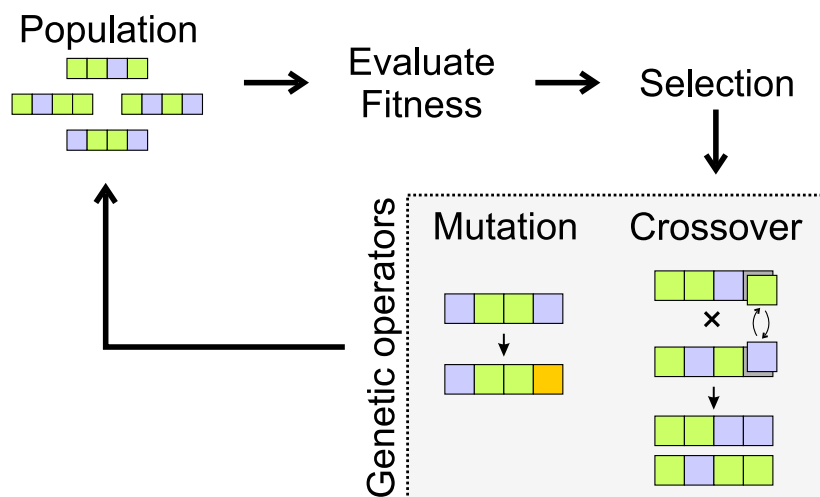 Population
Evaluate
Fitness
Selection
Genetic operators
Mutation
Crossover
×